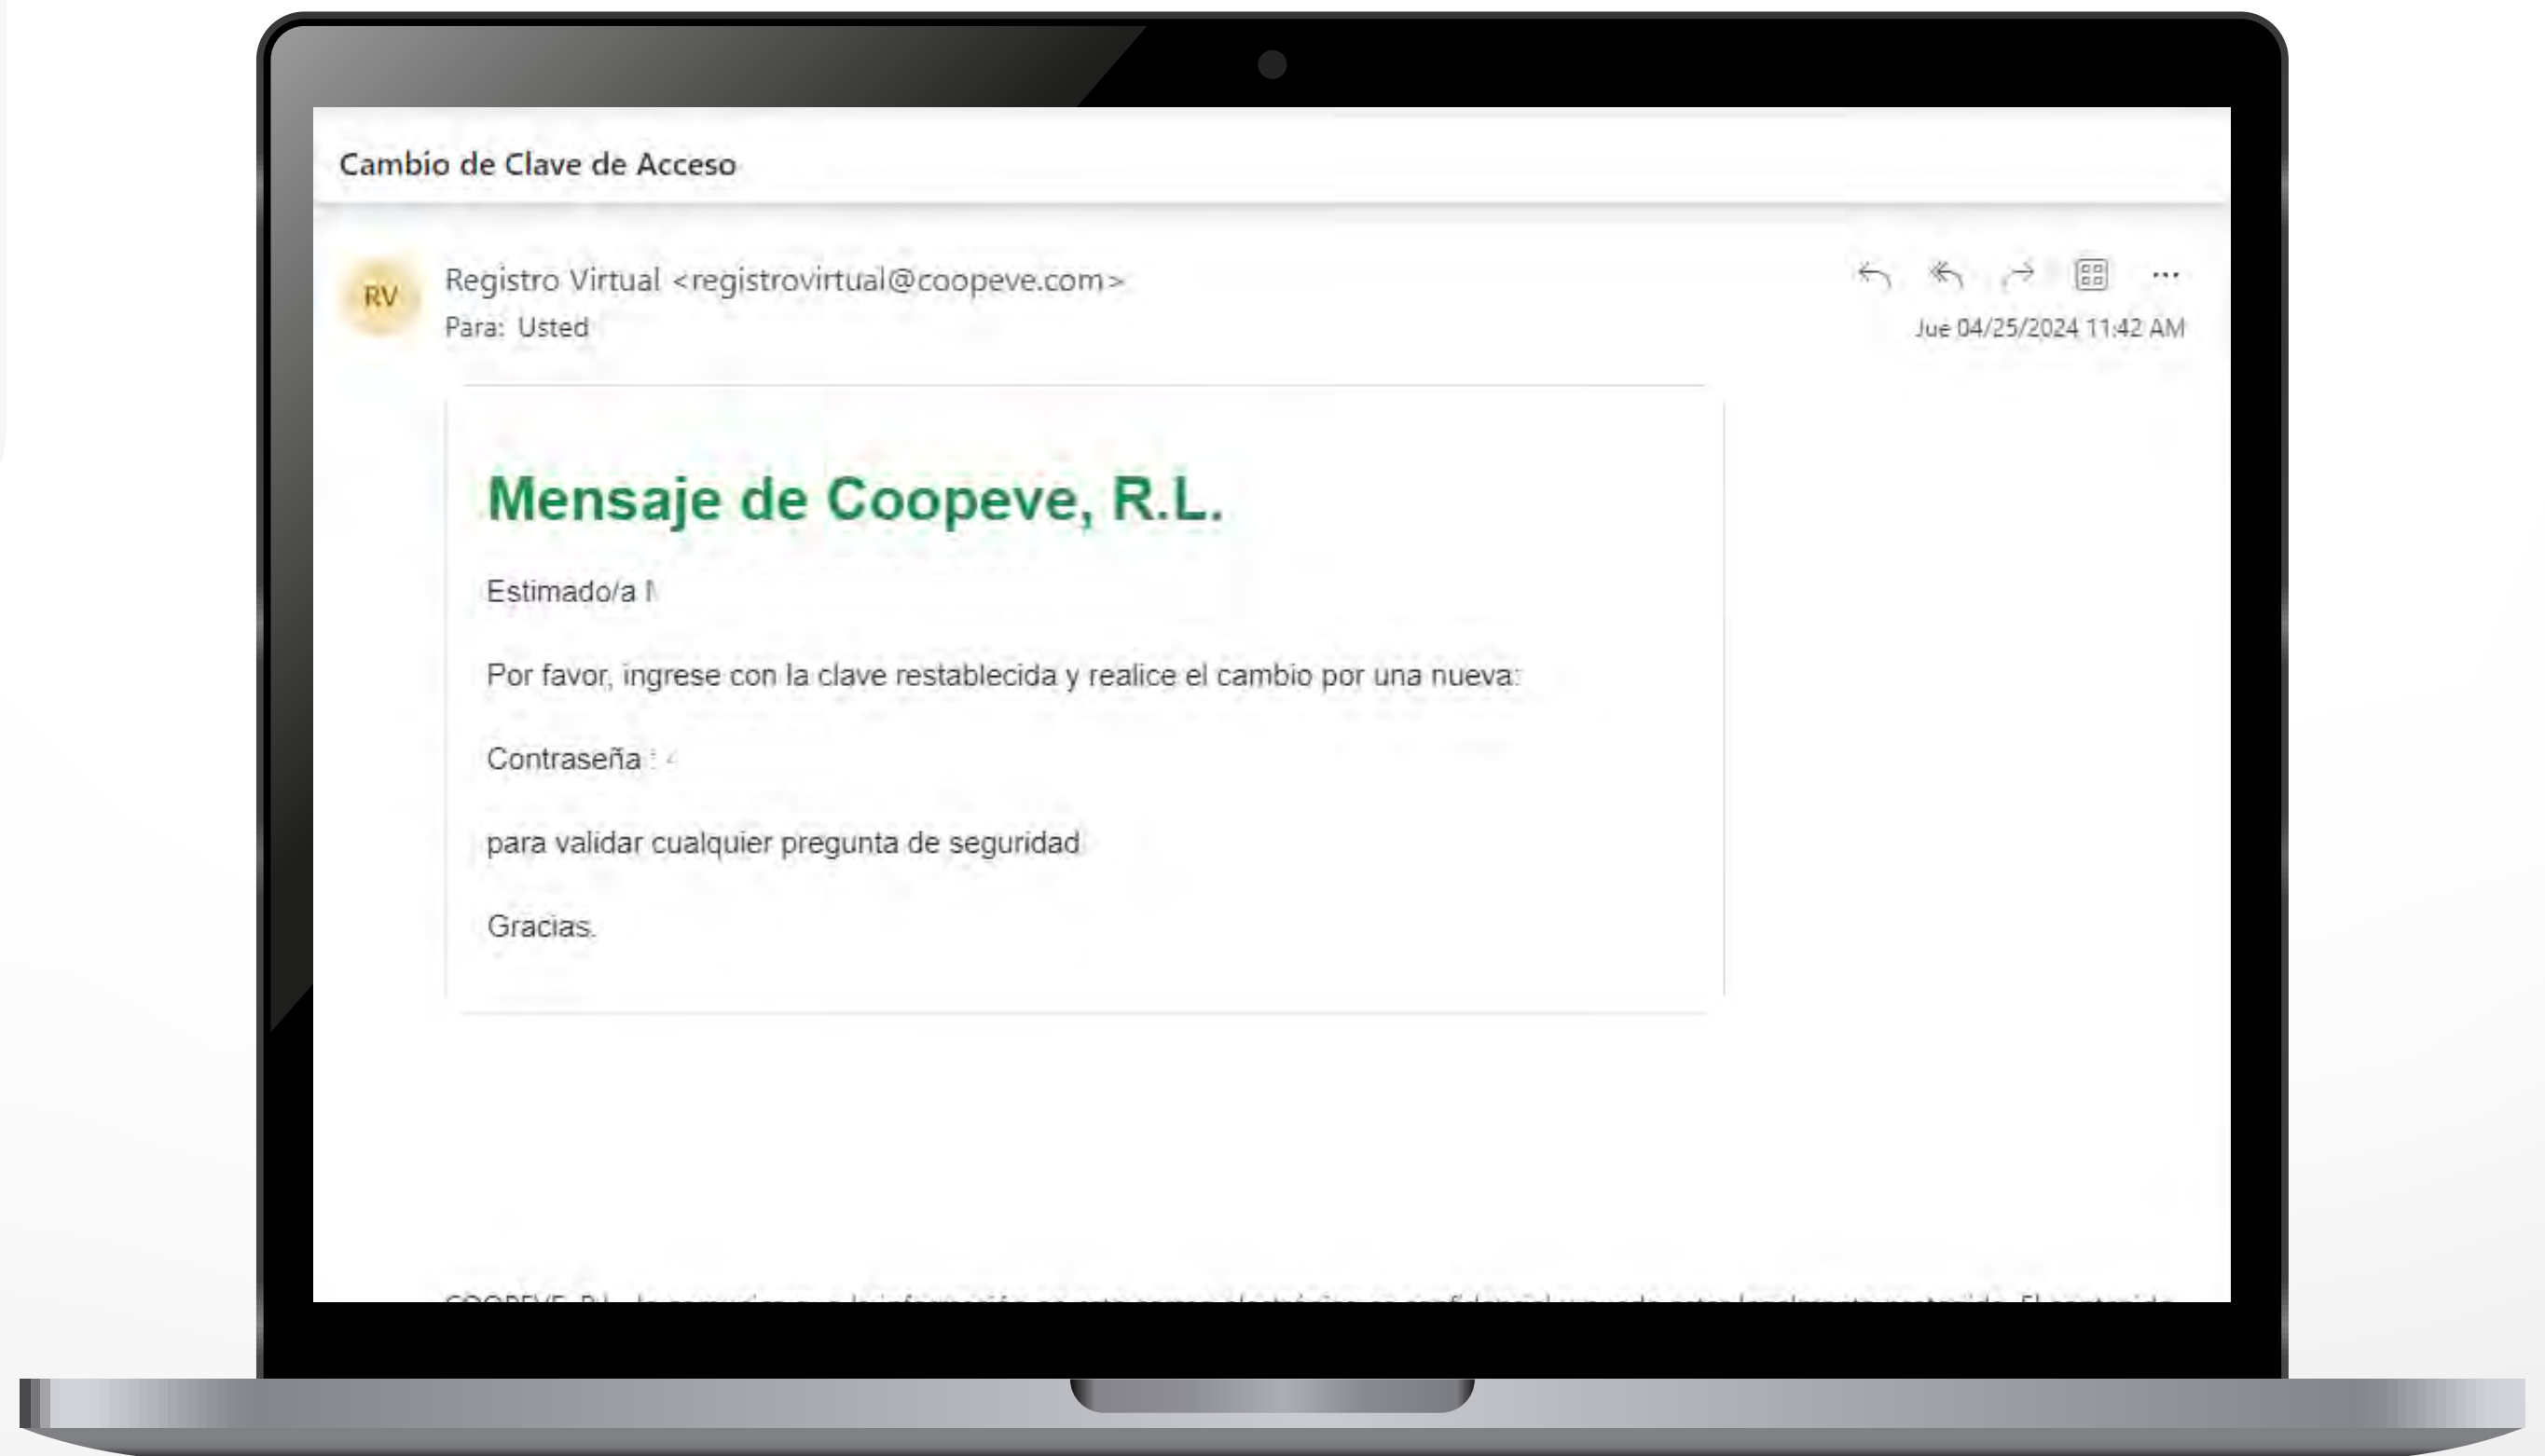 Cambio de Clave de Acceso
RV
Registro Virtual <registrovirtual@coopeve.com>
Para: Usted
Jue 04/25/2024 11:42 AM
Mensaje de Coopeve, R.L.
Estimado/a
Por favor, ingrese con la clave restablecida y realice el cambio por una nueva:
Contraseña :
para validar cualquier pregunta de seguridad
Gracias.